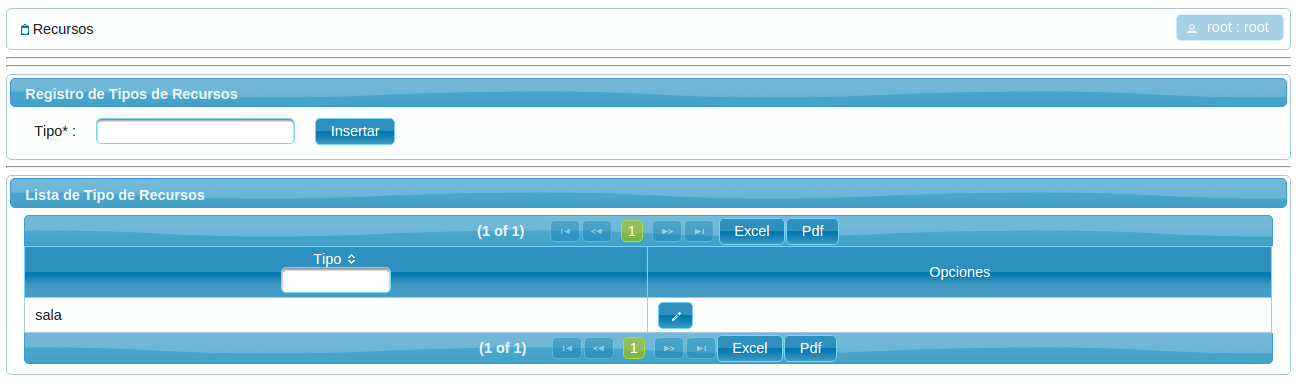 Recursos
root : root
Registro de Tipos de Recursos
Tipo* :
Insertar
Lista de Tipo de Recursos
(1 of 1) 1 Excel Pdf
Tipo
Opciones
sala
(1 of 1) 1 Excel Pdf